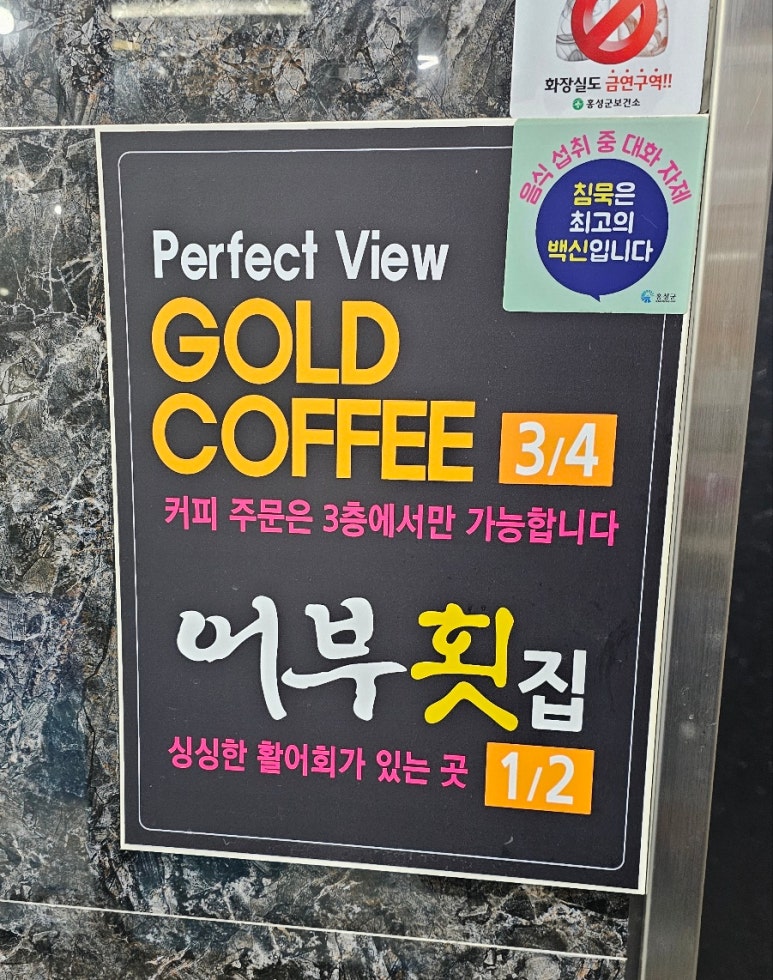 화장실도 금연구역!!
홍성군보건소
음식 섭취 중 대화 자제
침묵은
최고의
백신입니다
홍성군
Perfect View
GOLD
COFFEE 3/4
커피 주문은 3층에서만 가능합니다
어부횟집
싱싱한 활어회가 있는 곳 1/2